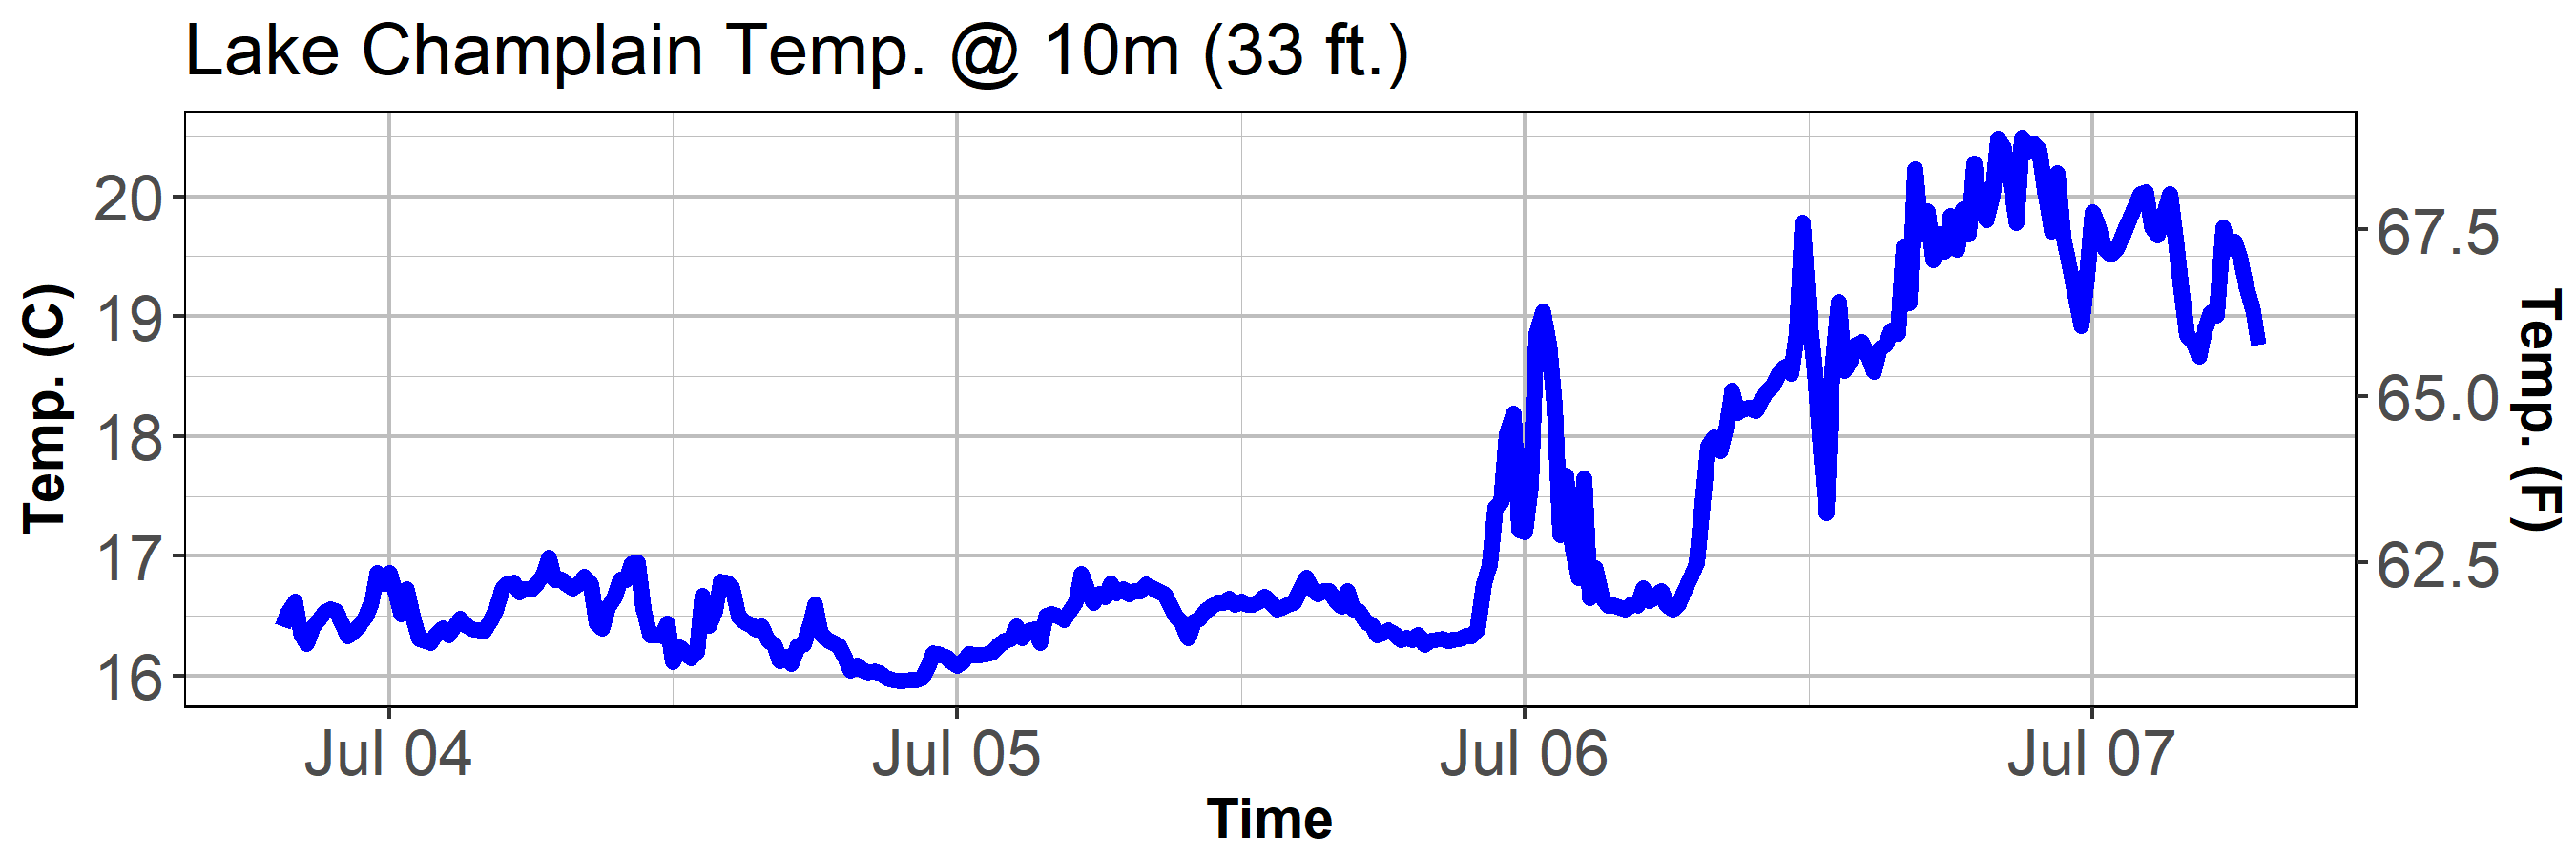 Lake Champlain Temp. @ 10m (33 ft.)
Temp. (C)
20
19
18
17
16
67.5
65.0
62.5
Temp. (F)
Jul 04 Jul 05 Jul 06 Jul 07
Time